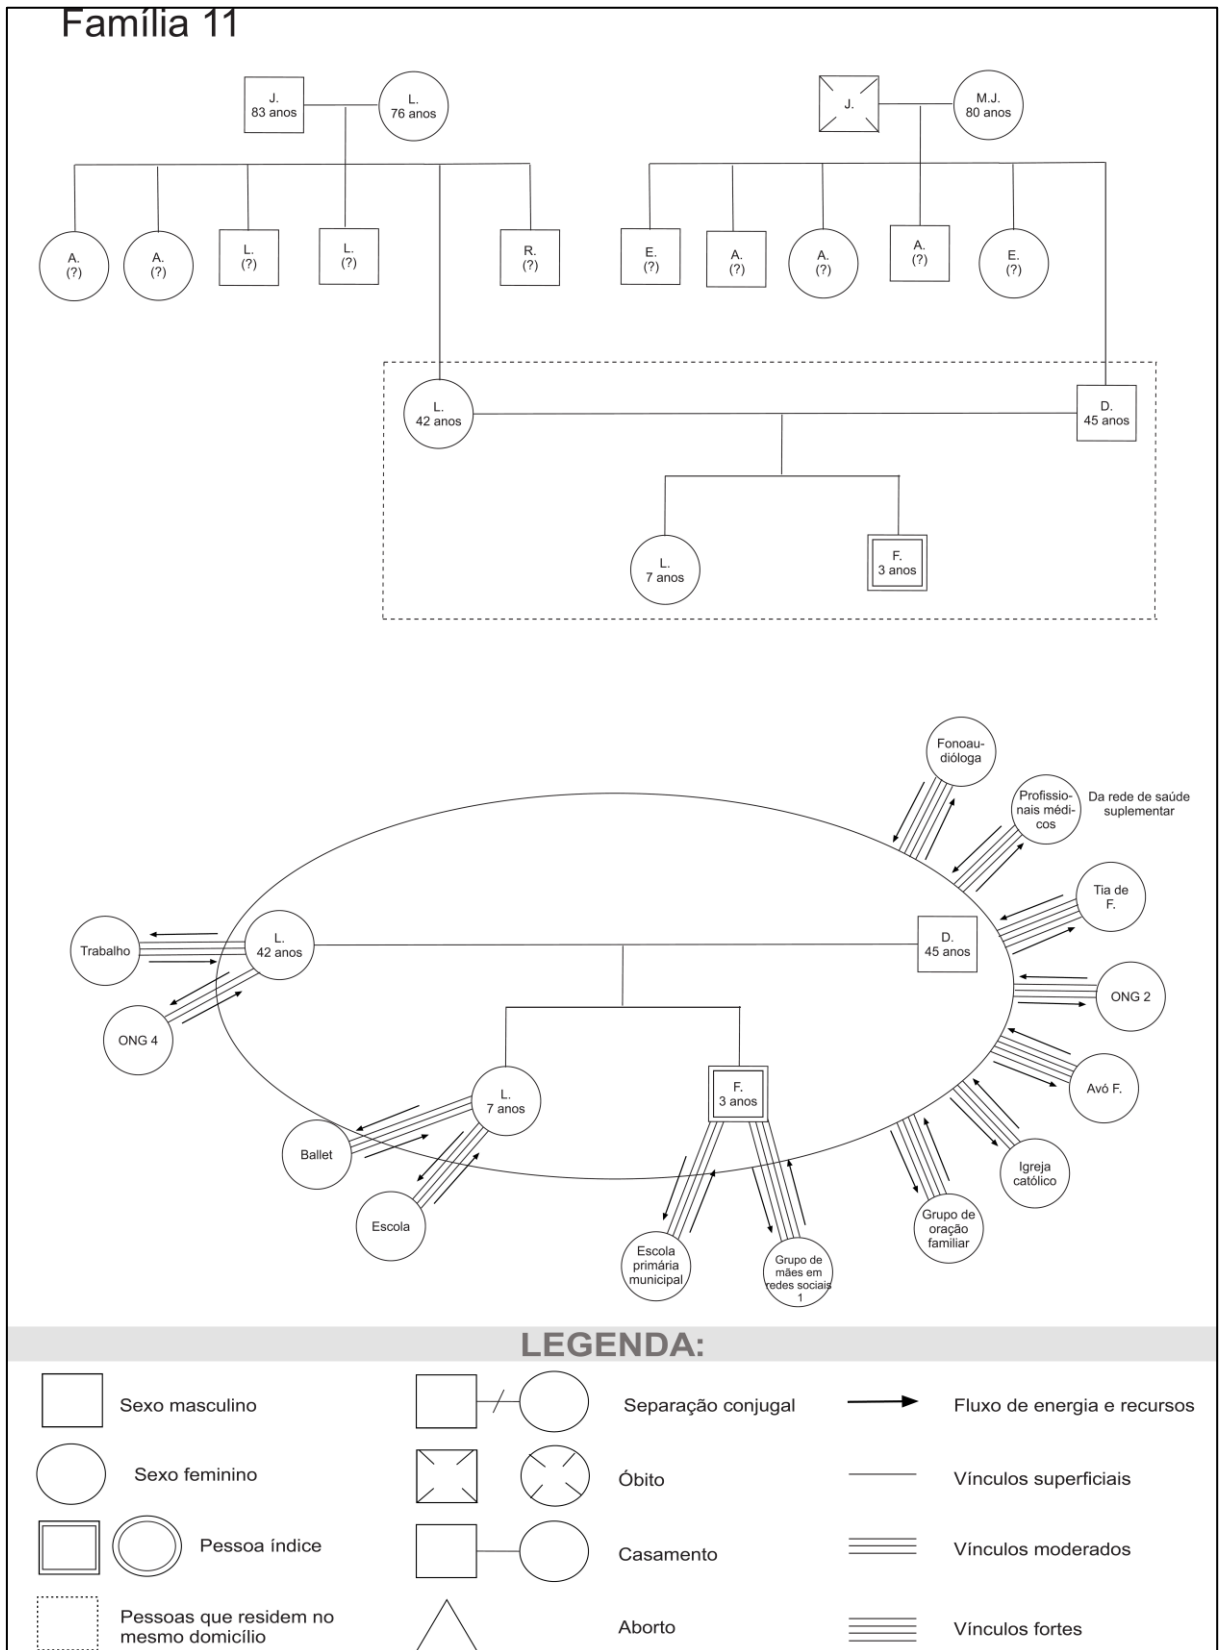 Família 11
J.
83 anos
L.
76 anos
J.
M.J.
80 anos
A.
(?)
A.
(?)
L.
(?)
L.
(?)
R.
(?)
E.
(?)
A.
(?)
A.
(?)
A.
(?)
E.
(?)
L.
42 anos
D.
45 anos
L.
7 anos
F.
3 anos
Fonoau-
dióloga
Profissio-
nais médi-
cos
Da rede de saúde
suplementar
Tia de
F.
Trabalho
L.
42 anos
D.
45 anos
ONG 2
ONG 4
Avó F.
L.
7 anos
F.
3 anos
Ballet
Igreja
católico
Escola
Grupo de
oração
familiar
Escola
primária
municipal
Grupo de
mães em
redes sociais
1
LEGENDA:
Sexo masculino
Separação conjugal
Fluxo de energia e recursos
Sexo feminino
Óbito
Vínculos superficiais
Pessoa índice
Casamento
Vínculos moderados
Pessoas que residem no
mesmo domicílio
Aborto
Vínculos fortes